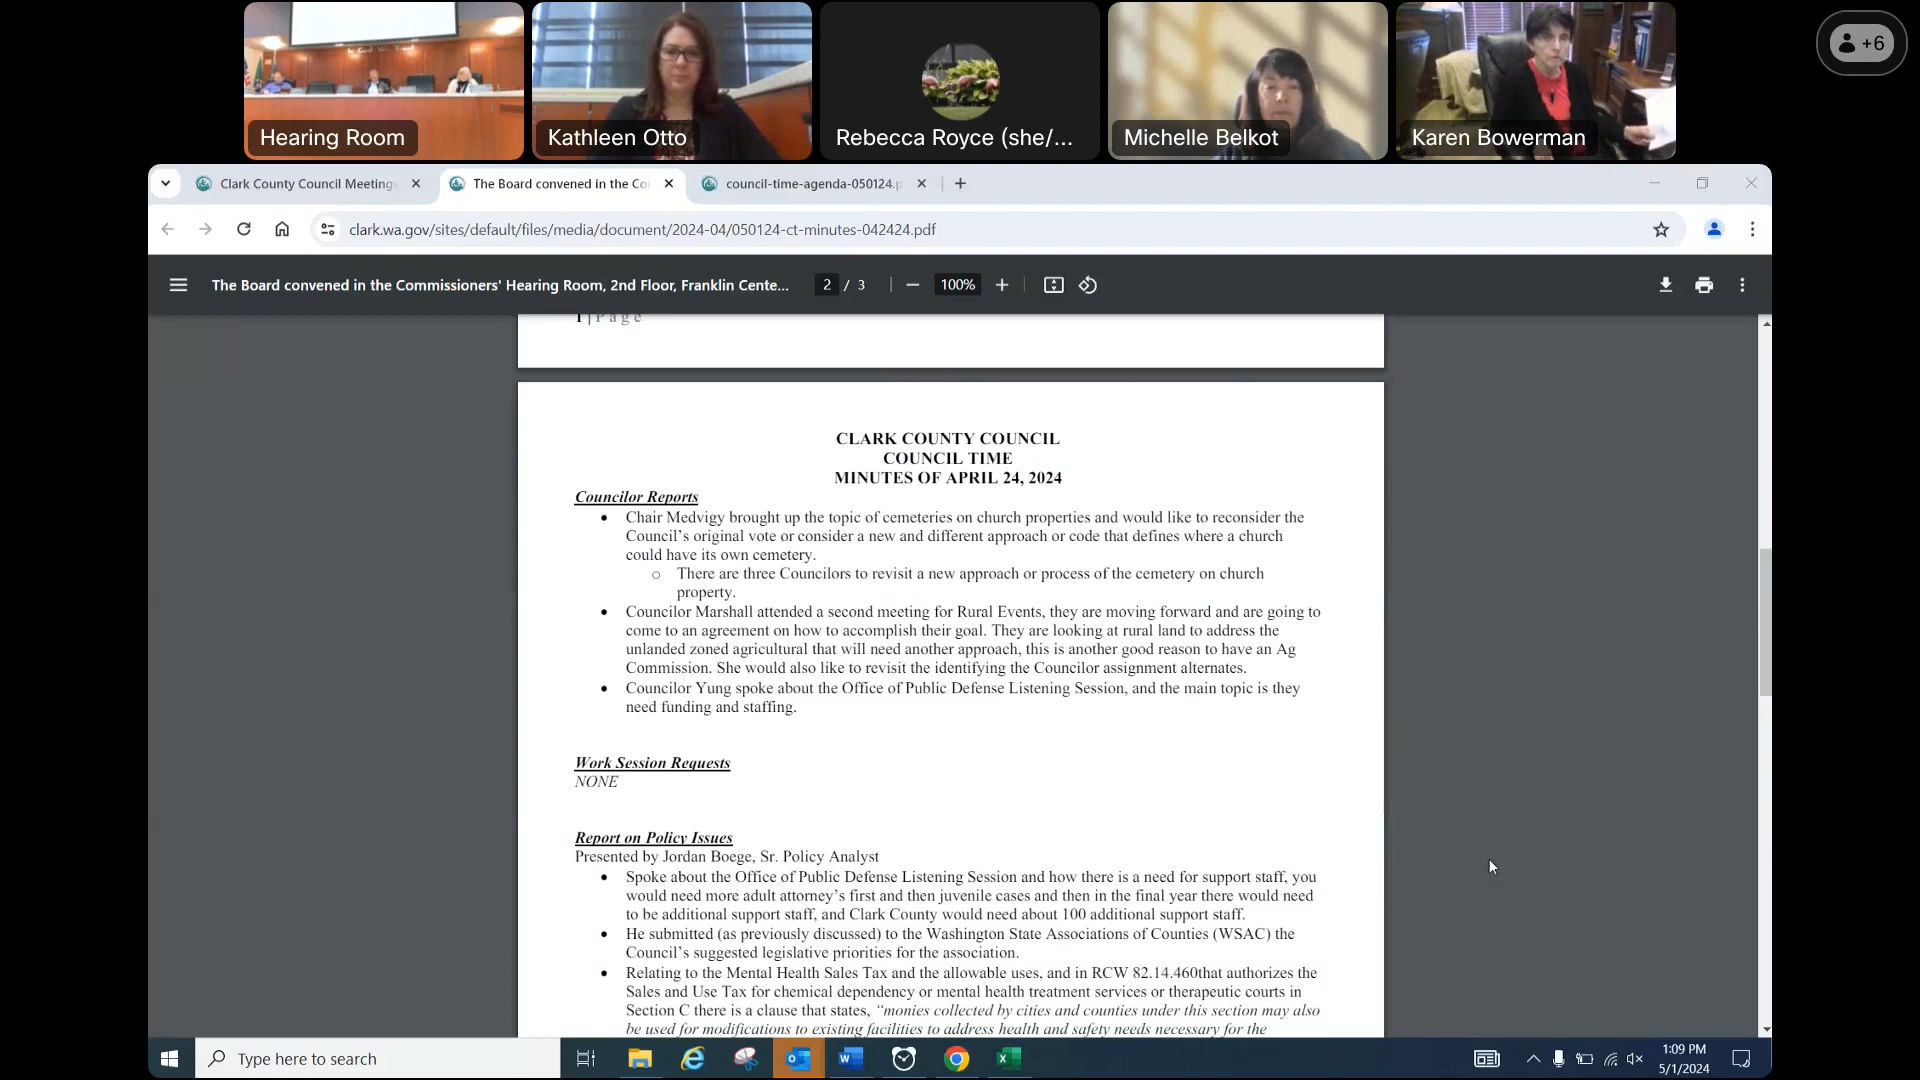 Hearing Room
Kathleen Otto
Rebecca Royce (she/...
Michelle Belkot
Karen Bowerman
+6
Clark County Council Meetings
The Board convened in the Co
council-time-agenda-050124.p
clark.wa.gov/sites/default/files/media/document/2024-04/050124-ct-minutes-042424.pdf
The Board convened in the Commissioners' Hearing Room, 2nd Floor, Franklin Cente...
2 / 3
100%
1 | P a g e
CLARK COUNTY COUNCIL
COUNCIL TIME
MINUTES OF APRIL 24, 2024
Councilor Reports
• Chair Medvigy brought up the topic of cemeteries on church properties and would like to reconsider the
Council's original vote or consider a new and different approach or code that defines where a church
could have its own cemetery.
o There are three Councilors to revisit a new approach or process of the cemetery on church
property.
• Councilor Marshall attended a second meeting for Rural Events, they are moving forward and are going to
come to an agreement on how to accomplish their goal. They are looking at rural land to address the
unlanded zoned agricultural that will need another approach, this is another good reason to have an Ag
Commission. She would also like to revisit the identifying the Councilor assignment alternates.
• Councilor Yung spoke about the Office of Public Defense Listening Session, and the main topic is they
need funding and staffing.
Work Session Requests
NONE
Report on Policy Issues
Presented by Jordan Boege, Sr. Policy Analyst
• Spoke about the Office of Public Defense Listening Session and how there is a need for support staff, you
would need more adult attorney's first and then juvenile cases and then in the final year there would need
to be additional support staff, and Clark County would need about 100 additional support staff.
• He submitted (as previously discussed) to the Washington State Associations of Counties (WSAC) the
Council's suggested legislative priorities for the association.
• Relating to the Mental Health Sales Tax and the allowable uses, and in RCW 82.14.460that authorizes the
Sales and Use Tax for chemical dependency or mental health treatment services or therapeutic courts in
Section C there is a clause that states, "monies collected by cities and counties under this section may also
be used for modifications to existing facilities to address health and safety needs necessary for the
Type here to search
1:09 PM
5/1/2024